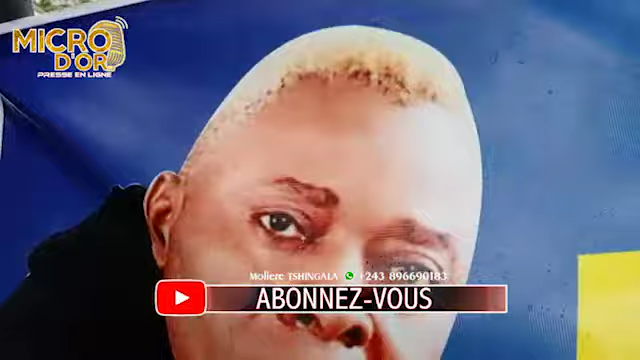 MICRO
D'OR
PRESSE EN LIGNE
Moliere TSHINGALA +243 896690183
ABONNEZ-VOUS